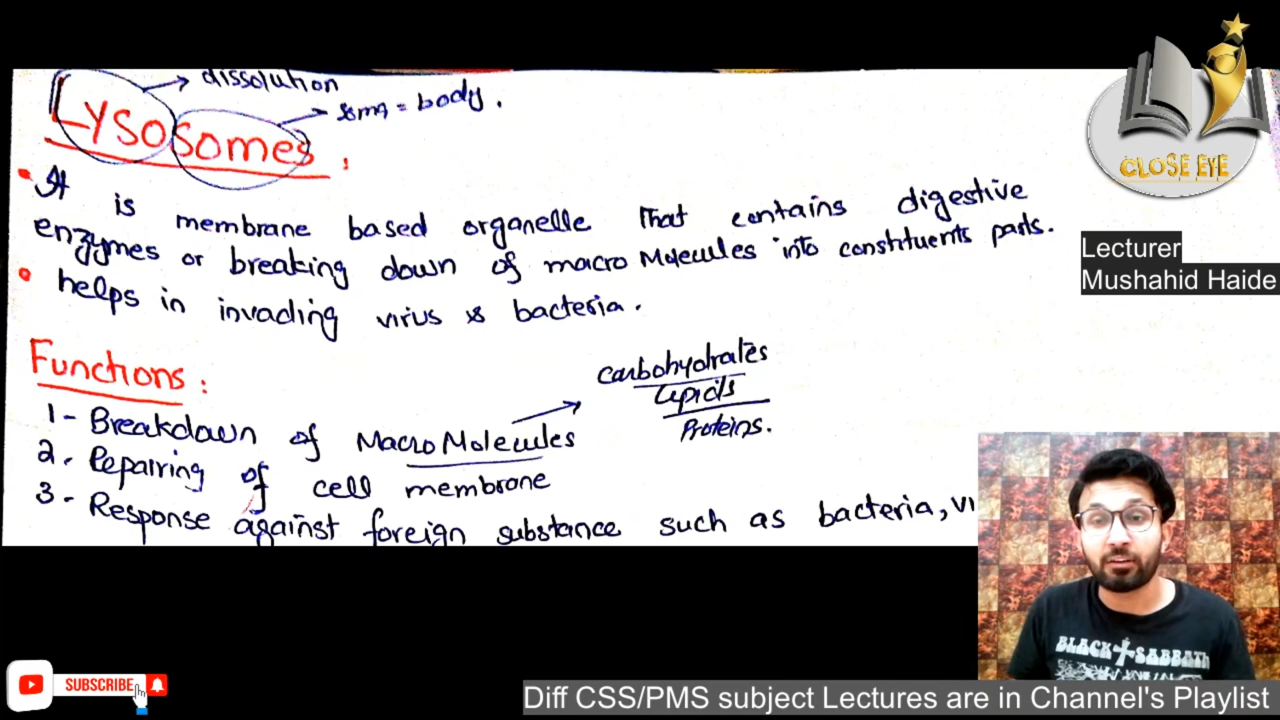 dissolution
soma = body.
Lysosomes :
It is membrane based organelle that contains digestive
enzymes or breaking down of macro Molecules into constituents parts.
helps in invading virus & bacteria.
Functions :
1- Breakdown of Macro Molecules
carbohydrates
Lipids
Proteins.
2. Repairing of cell membrane
3- Response against foreign substance such as bacteria, vi
CLOSE EYE
Lecturer
Mushahid Haide
BLACK SABBATH
SUBSCRIBE
Diff CSS/PMS subject Lectures are in Channel's Playlist